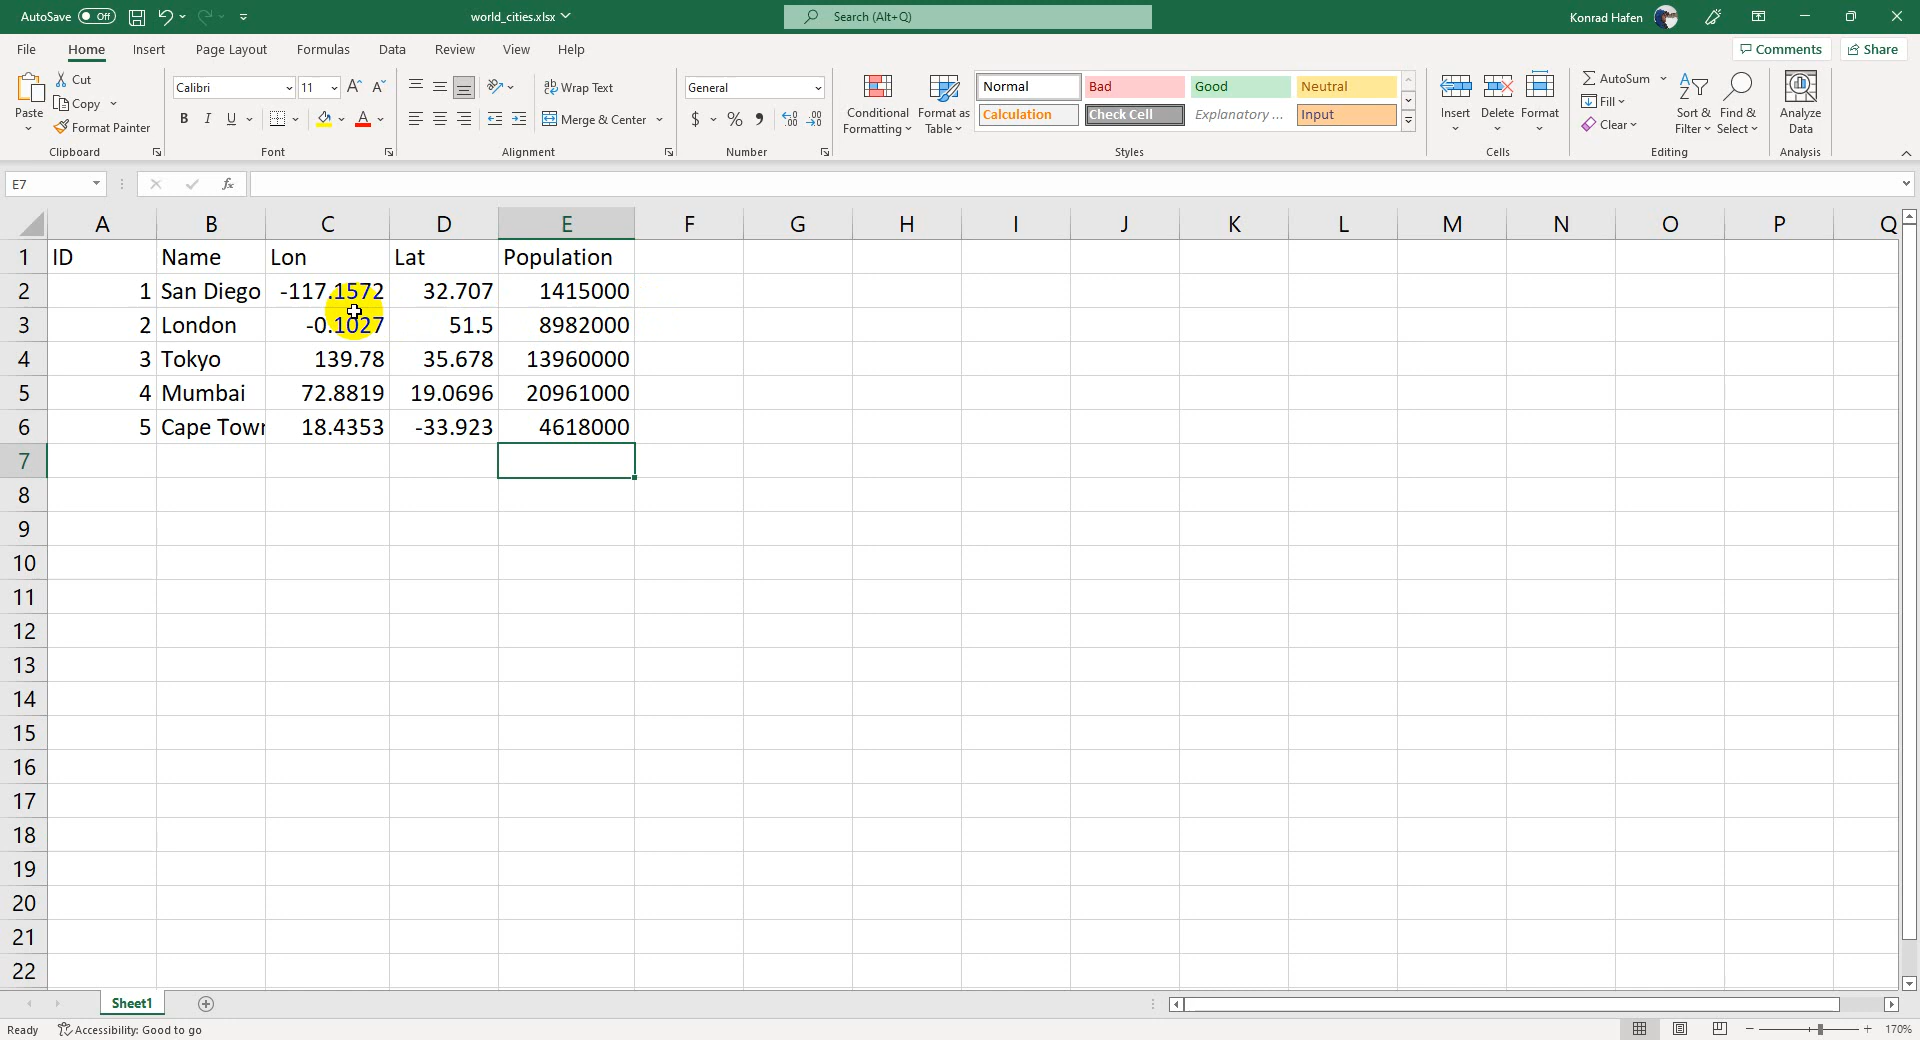 AutoSave Off world_cities.xlsx Search (Alt+Q) Konrad Hafen
File Home Insert Page Layout Formulas Data Review View Help Comments Share
Paste Cut Copy Format Painter Clipboard
Calibri 11 A A B I U A Font
ab Wrap Text Merge & Center Alignment
General $ % 9 Number
Conditional Formatting Format as Table
Normal Bad Good Neutral
Calculation Check Cell Explanatory ... Input
Styles
Insert Delete Format Cells
AutoSum Fill Clear Sort & Filter Find & Select Editing
Analyze Data Analysis
E7 fx
A B C D E F G H I J K L M N O P Q
1 ID Name Lon Lat Population
2 1 San Diego -117.1572 32.707 1415000
3 2 London -0.1027 51.5 8982000
4 3 Tokyo 139.78 35.678 13960000
5 4 Mumbai 72.8819 19.0696 20961000
6 5 Cape Town 18.4353 -33.923 4618000
7
8
9
10
11
12
13
14
15
16
17
18
19
20
21
22
Sheet1
Ready Accessibility: Good to go 170%